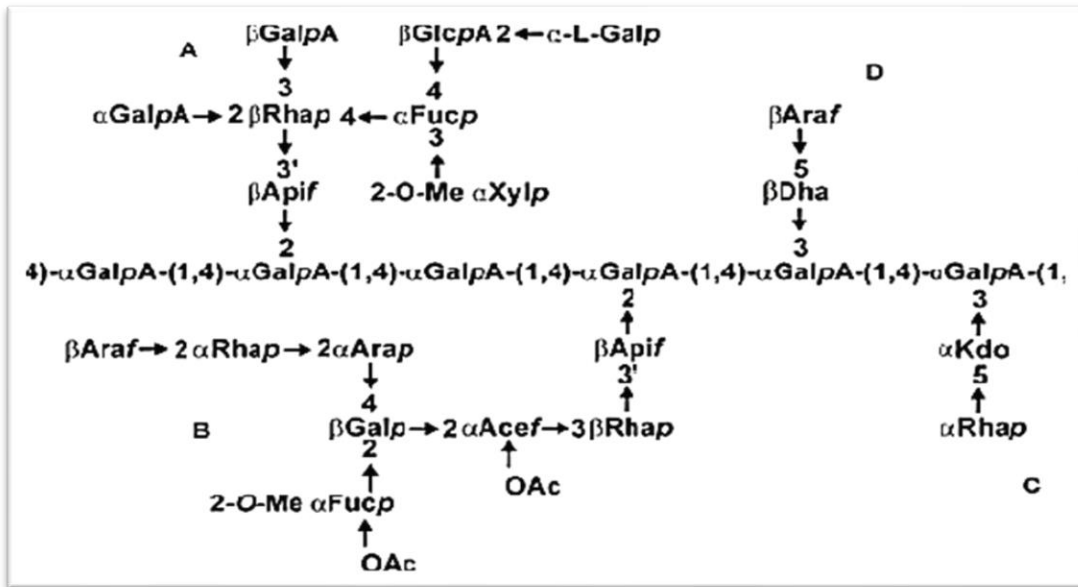 A βGalpA βGlcpA 2←α-L-Galp
D
3 4
αGalpA→2 βRhap 4←αFucp βAraf
3
3' 5
βApif 2-O-Me αXylp βDha
2 3
4)-αGalpA-(1,4)-αGalpA-(1,4)-αGalpA-(1,4)-αGalpA-(1,4)-αGalpA-(1,4)-αGalpA-(1,
2 3
βAraf→2 αRhap→2αArap βApif αKdo
3' 5
4
B βGalp→2 αAcef→3βRhap αRhap
2
OAc C
2-O-Me αFucp
OAc